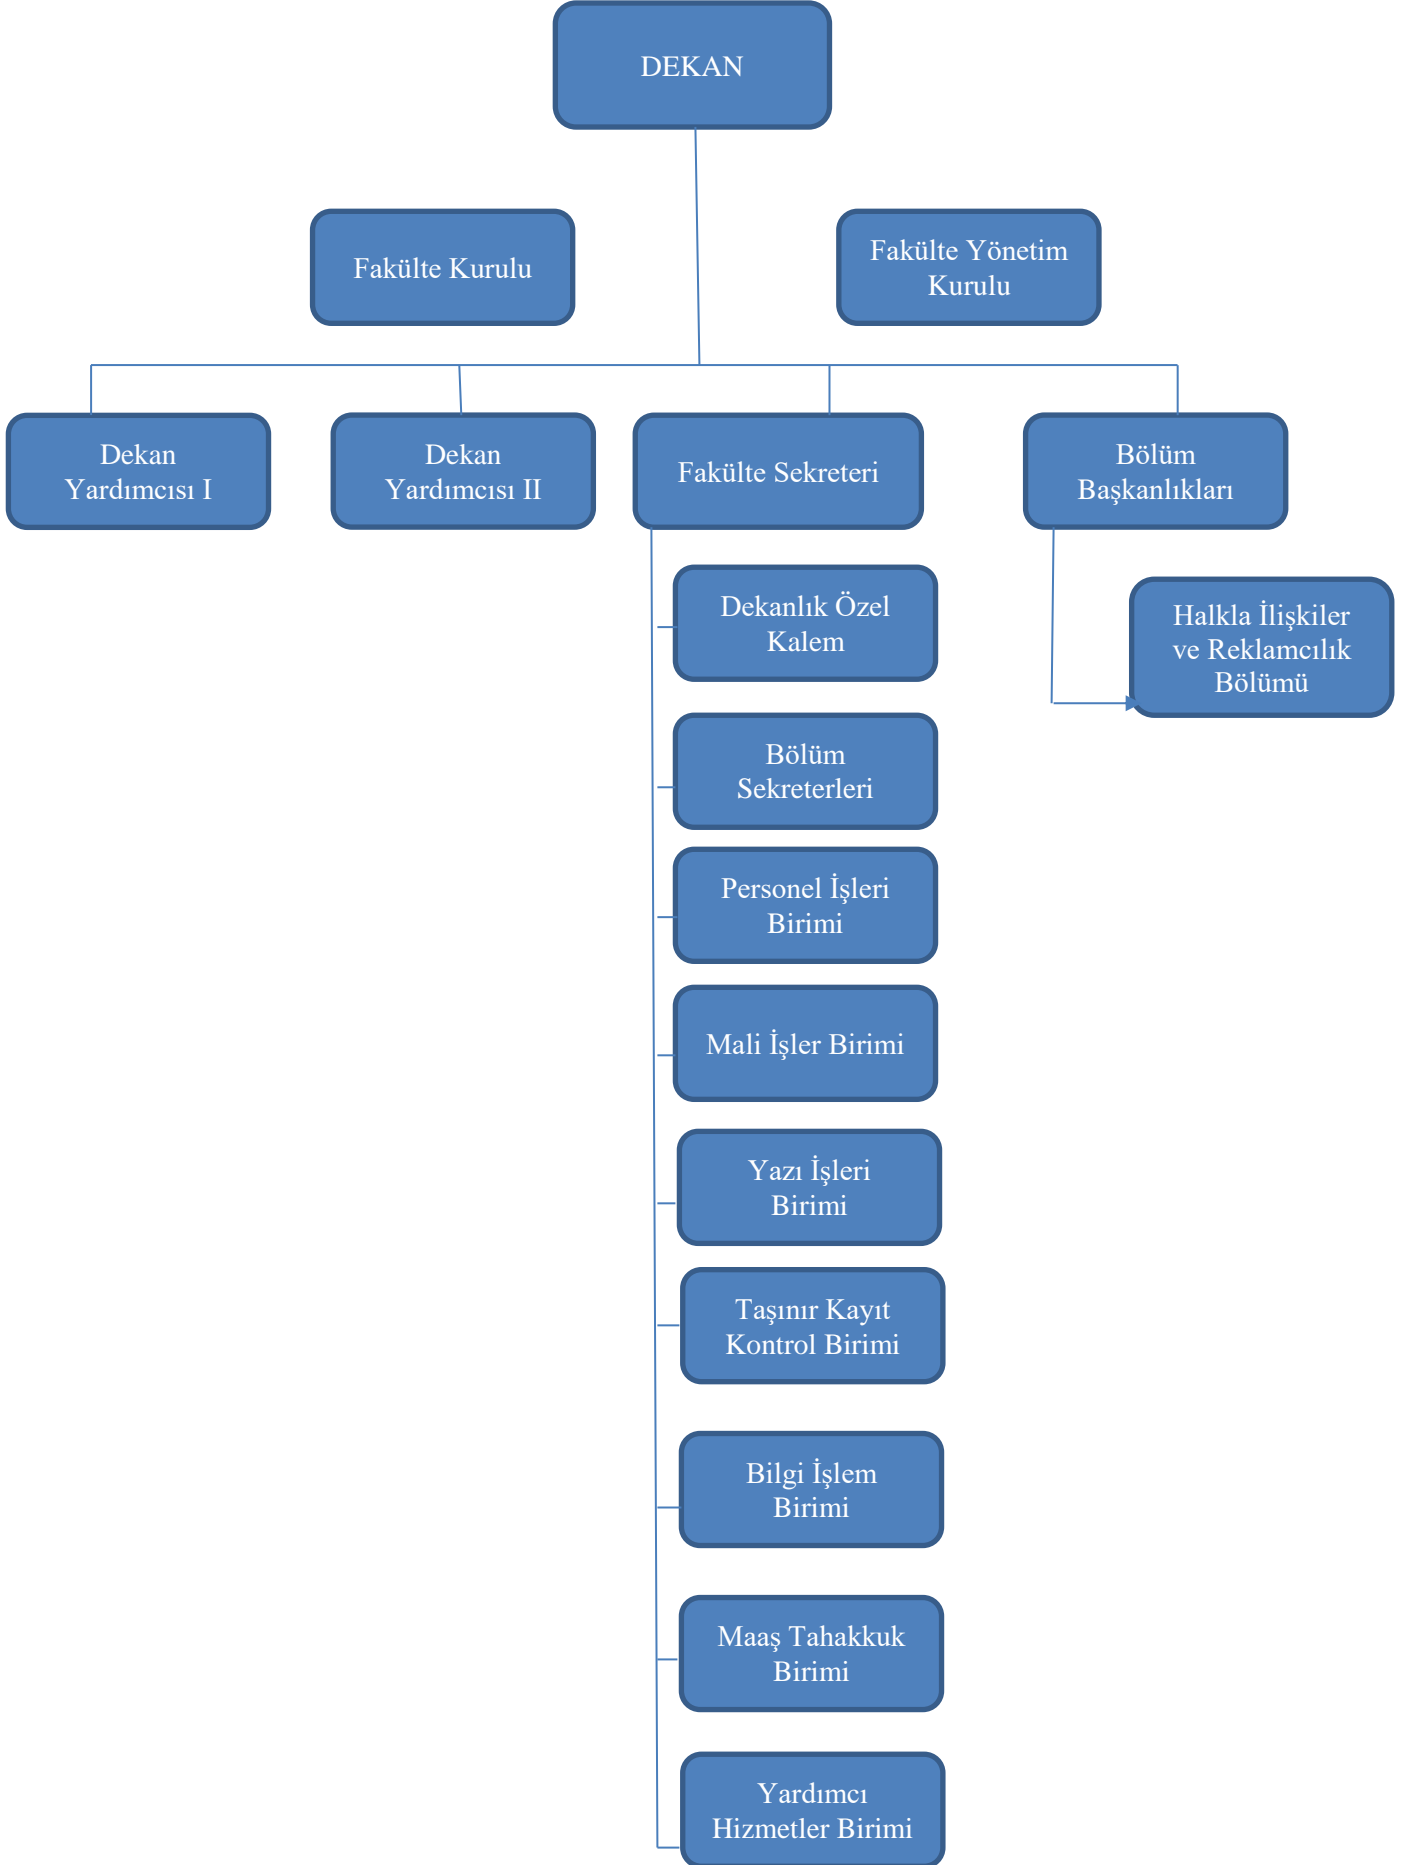 DEKAN
Fakülte Kurulu
Fakülte Yönetim
Kurulu
Dekan
Yardımcısı I
Dekan
Yardımcısı II
Fakülte Sekreteri
Bölüm
Başkanlıkları
Dekanlık Özel
Kalem
Halkla İlişkiler
ve Reklamcılık
Bölümü
Bölüm
Sekreterleri
Personel İşleri
Birimi
Mali İşler Birimi
Yazı İşleri
Birimi
Taşınır Kayıt
Kontrol Birimi
Bilgi İşlem
Birimi
Maaş Tahakkuk
Birimi
Yardımcı
Hizmetler Birimi